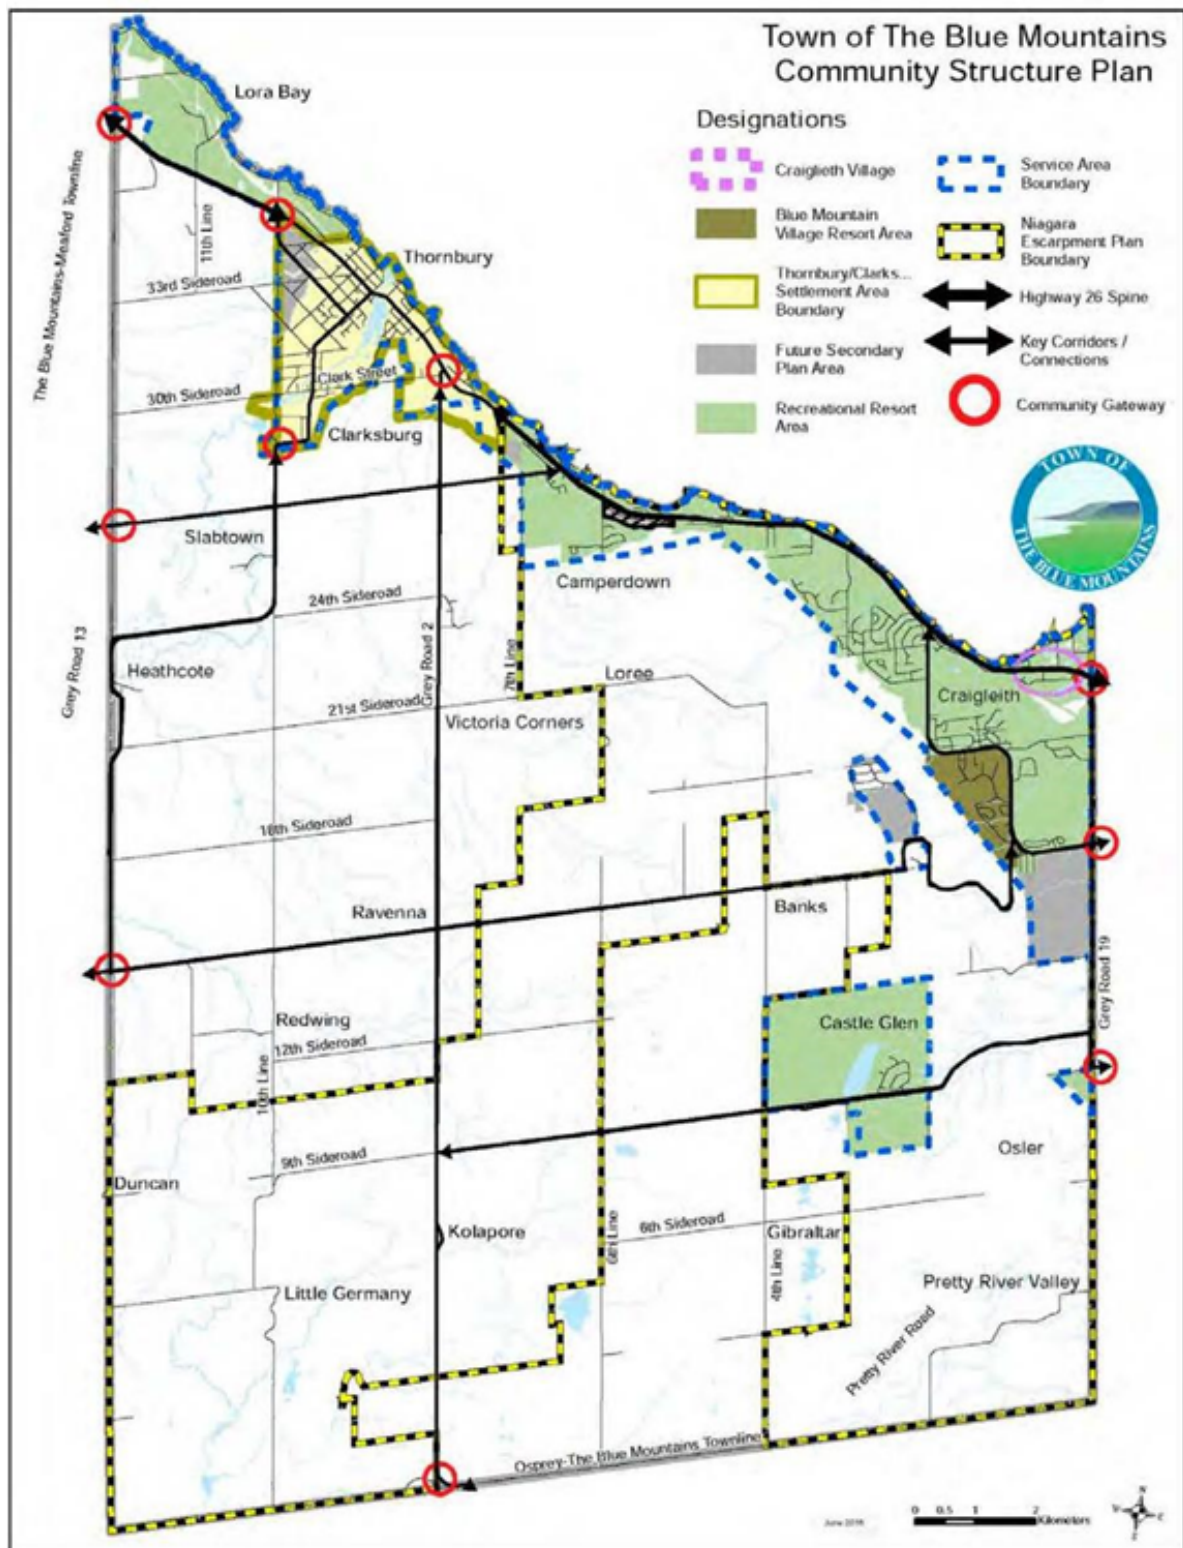 Town of The Blue Mountains
Community Structure Plan
Designations
Craiglieth Village
Blue Mountain
Village Resort Area
Thornbury/Clarks...
Settlement Area
Boundary
Future Secondary
Plan Area
Recreational Resort
Area
Service Area
Boundary
Niagara
Escarpment Plan
Boundary
Highway 26 Spine
Key Corridors /
Connections
Community Gateway
TOWN OF
THE BLUE MOUNTAINS
Lora Bay
The Blue Mountains-Meaford Townline
11th Line
Thornbury
33rd Sideroad
30th Sideroad
Clark Street
Clarksburg
Slabtown
Camperdown
24th Sideroad
Grey Road 2
7th Line
Grey Road 13
Heathcote
Loree
Craigleith
21st Sideroad
Victoria Corners
18th Sideroad
Ravenna
Banks
Grey Road 19
Redwing
Castle Glen
12th Sideroad
10th Line
9th Sideroad
Osler
Duncan
Kolapore
6th Line
6th Sideroad
Gibraltar
4th Line
Little Germany
Pretty River Valley
Pretty River Road
Osprey-The Blue Mountains Townline
0 0.5 1 2
Kilometers
N
W E
S